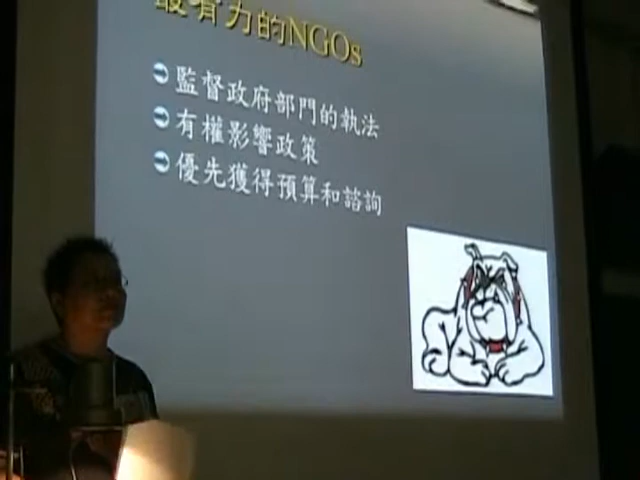 最有力的NGOs
監督政府部門的執法
有權影響政策
優先獲得預算和諮詢